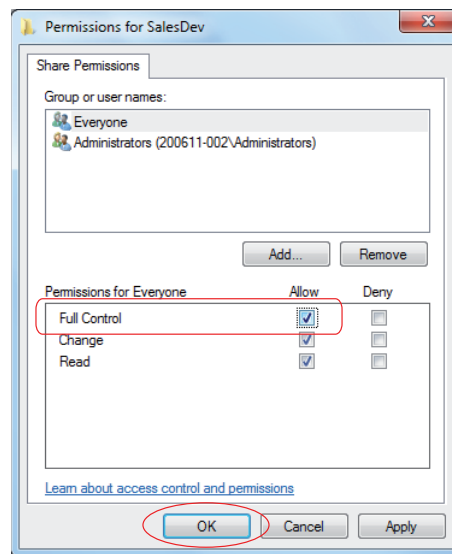 Permissions for SalesDev
Share Permissions
Group or user names:
Everyone
Administrators (200611-002\Administrators)
Add... Remove
Permissions for Everyone Allow Deny
Full Control
Change
Read
Learn about access control and permissions
OK Cancel Apply